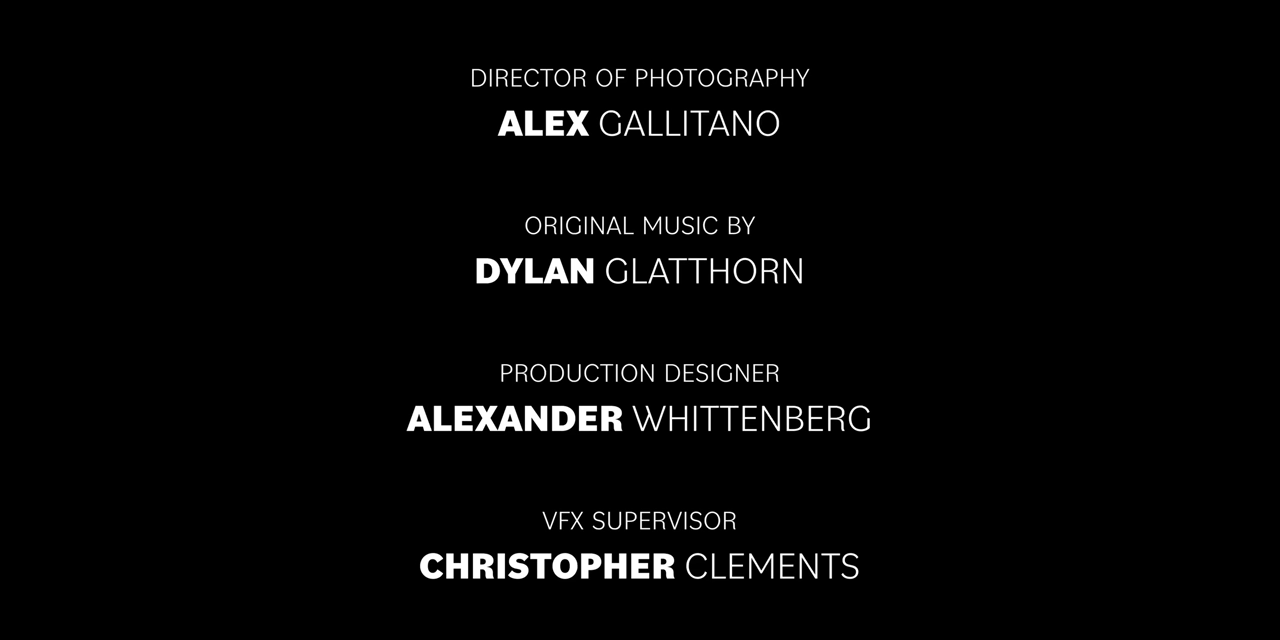 DIRECTOR OF PHOTOGRAPHY
ALEX GALLITANO
ORIGINAL MUSIC BY
DYLAN GLATTHORN
PRODUCTION DESIGNER
ALEXANDER WHITTENBERG
VFX SUPERVISOR
CHRISTOPHER CLEMENTS